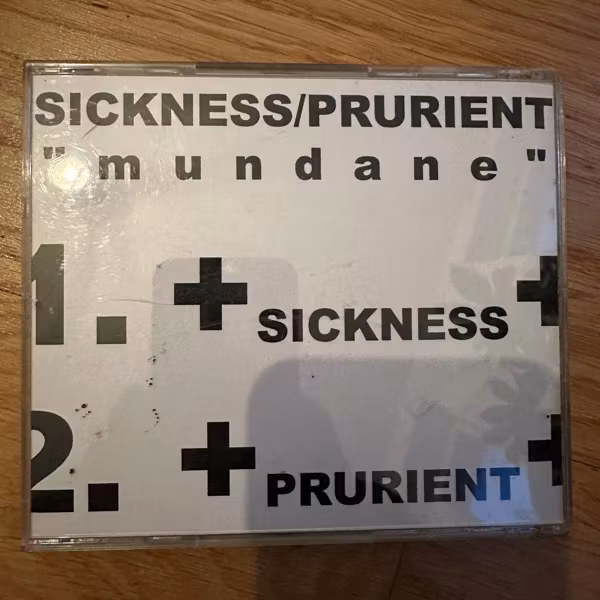 SICKNESS/PRURIENT
"mundane"
1. + SICKNESS +
2. + PRURIENT +